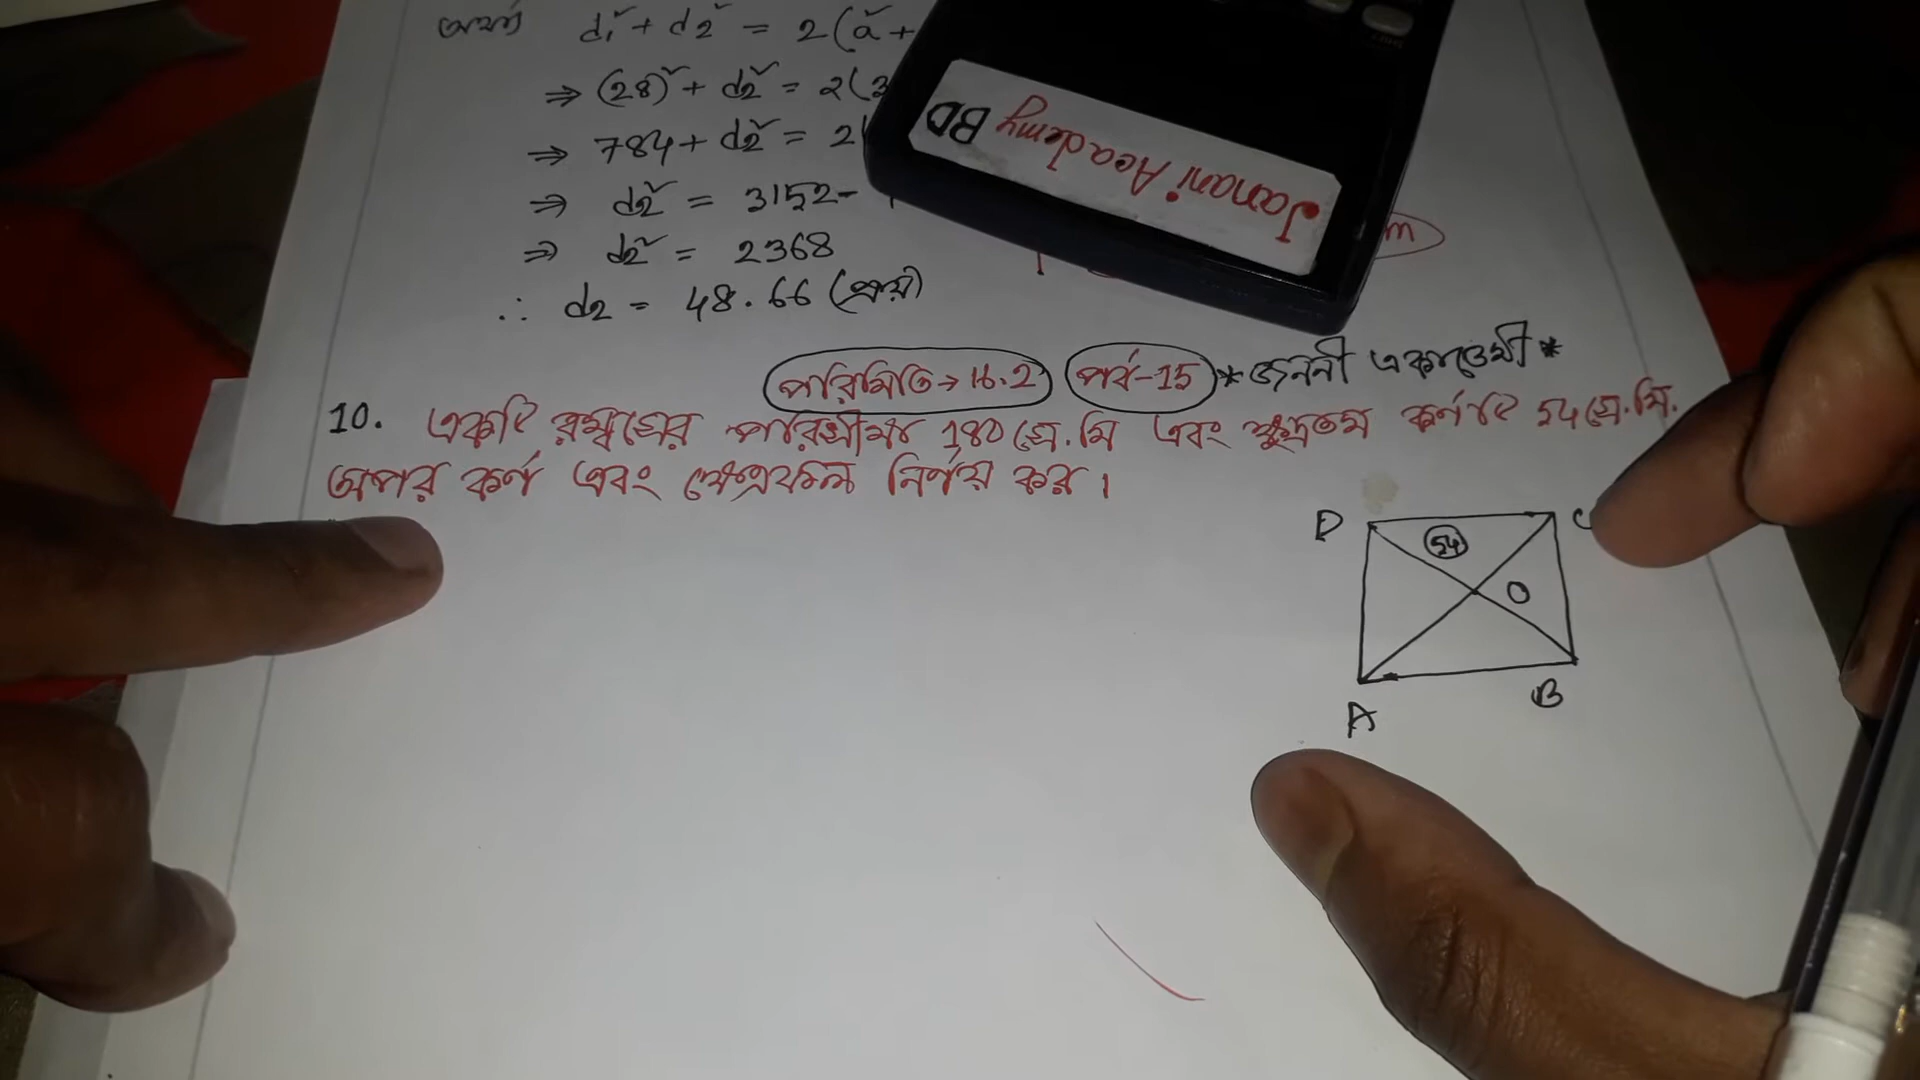 অর্থাৎ d₁² + d₂² = 2(a² +
⇒ (28)² + d₂² = 2(3
⇒ 784 + d₂² = 2(
⇒ d₂² = 3152-
⇒ d₂² = 2368
∴ d₂ = 48.66 (প্রায়)
Janani Academy BD
m
পরিমিতি→16.2 পর্ব-15 *জননী একাডেমী*
10. একটি রম্বসের পরিসীমা 180 সে.মি এবং ক্ষুদ্রতম কর্ণটি 54 সে.মি.
অপর কর্ণ এবং ক্ষেত্রফল নির্ণয় কর।
D 54 C
O
A B